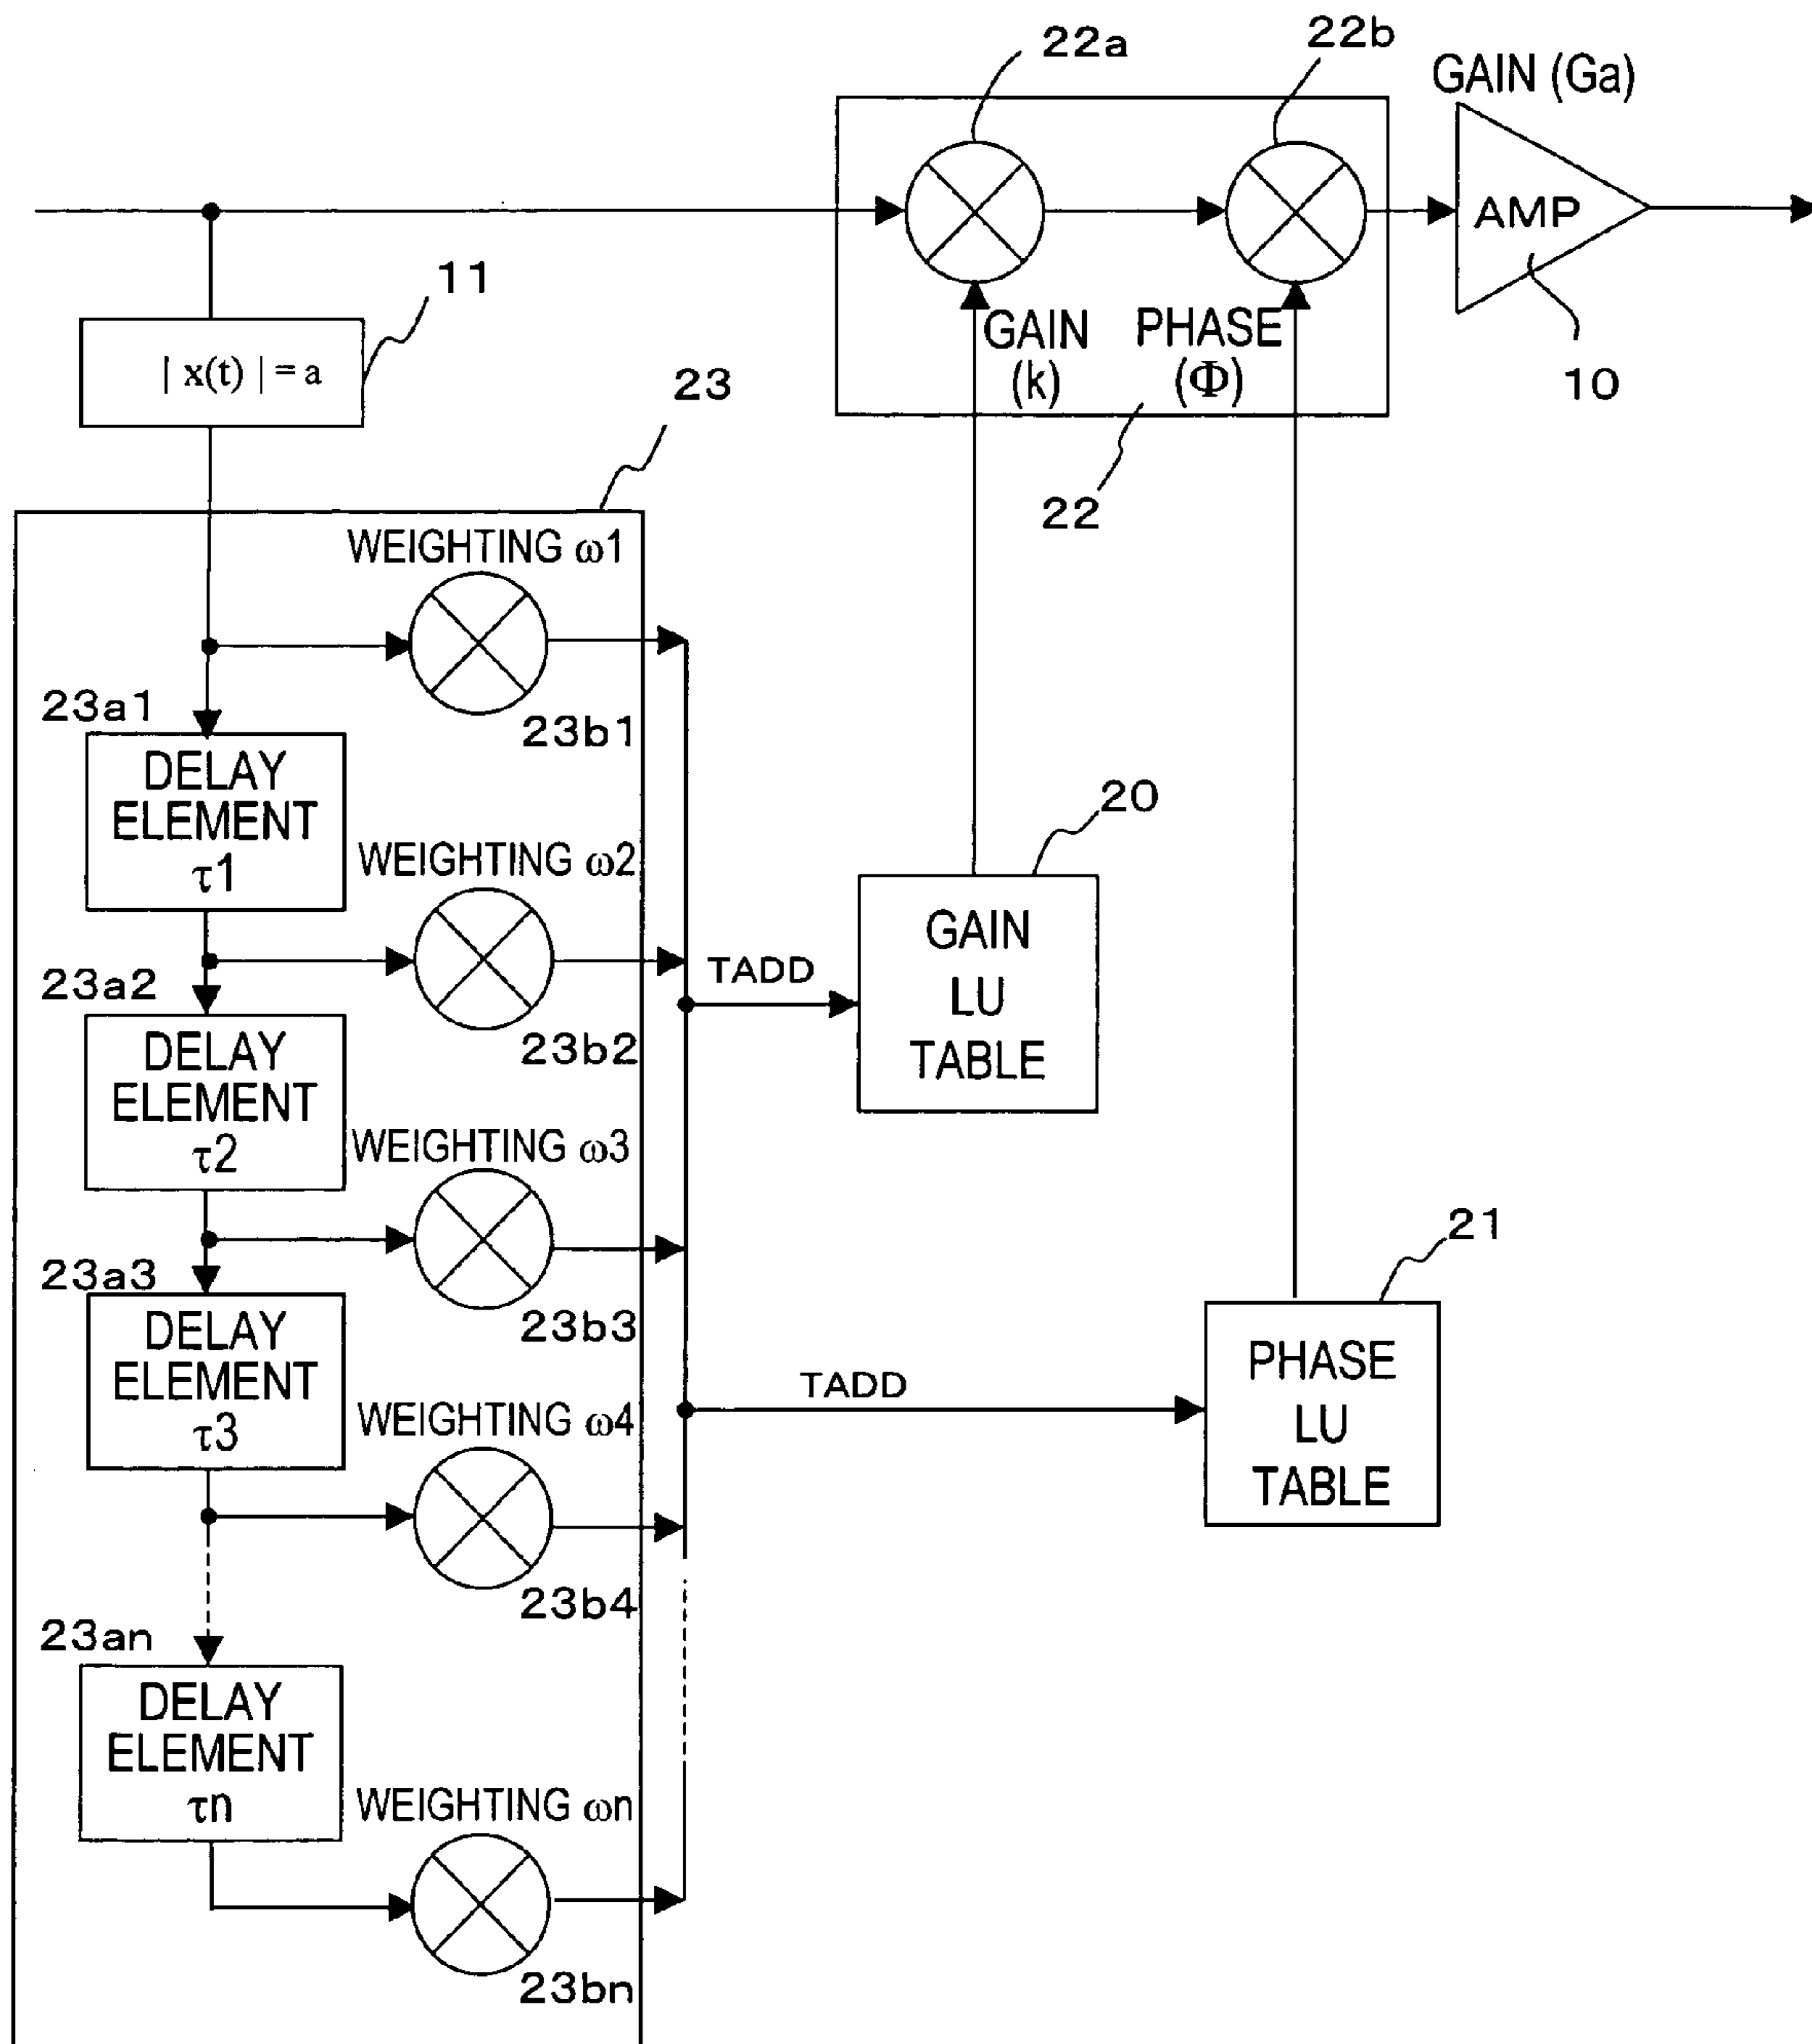 22a
22b
GAIN (Ga)
AMP
10
11
| x(t) | = a
GAIN
(k)
PHASE
(Φ)
22
23
WEIGHTING ω1
23b1
23a1
DELAY
ELEMENT
τ1
WEIGHTING ω2
23b2
23a2
DELAY
ELEMENT
τ2
WEIGHTING ω3
23b3
23a3
DELAY
ELEMENT
τ3
WEIGHTING ω4
23b4
23an
DELAY
ELEMENT
τn
WEIGHTING ωn
23bn
TADD
20
GAIN
LU
TABLE
TADD
21
PHASE
LU
TABLE